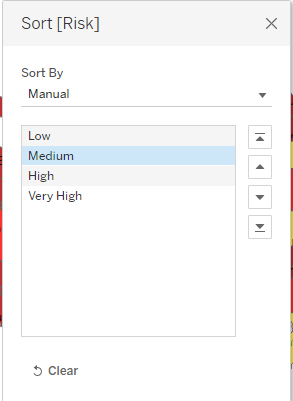 Sort [Risk]
Sort By
Manual
Low
Medium
High
Very High
Clear